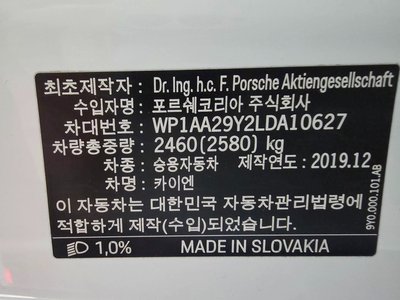 최초제작자 : Dr. Ing. h.c. F. Porsche Aktiengesellschaft
수입자명 : 포르쉐코리아 주식회사
차대번호 : WP1AA29Y2LDA10627
차량총중량 : 2460(2580) kg
차종 : 승용자동차 제작연도 : 2019.12
차명 : 카이엔
이 자동차는 대한민국 자동차관리법령에
적합하게 제작(수입)되었습니다.
1,0% MADE IN SLOVAKIA
9Y0.000.101.AB